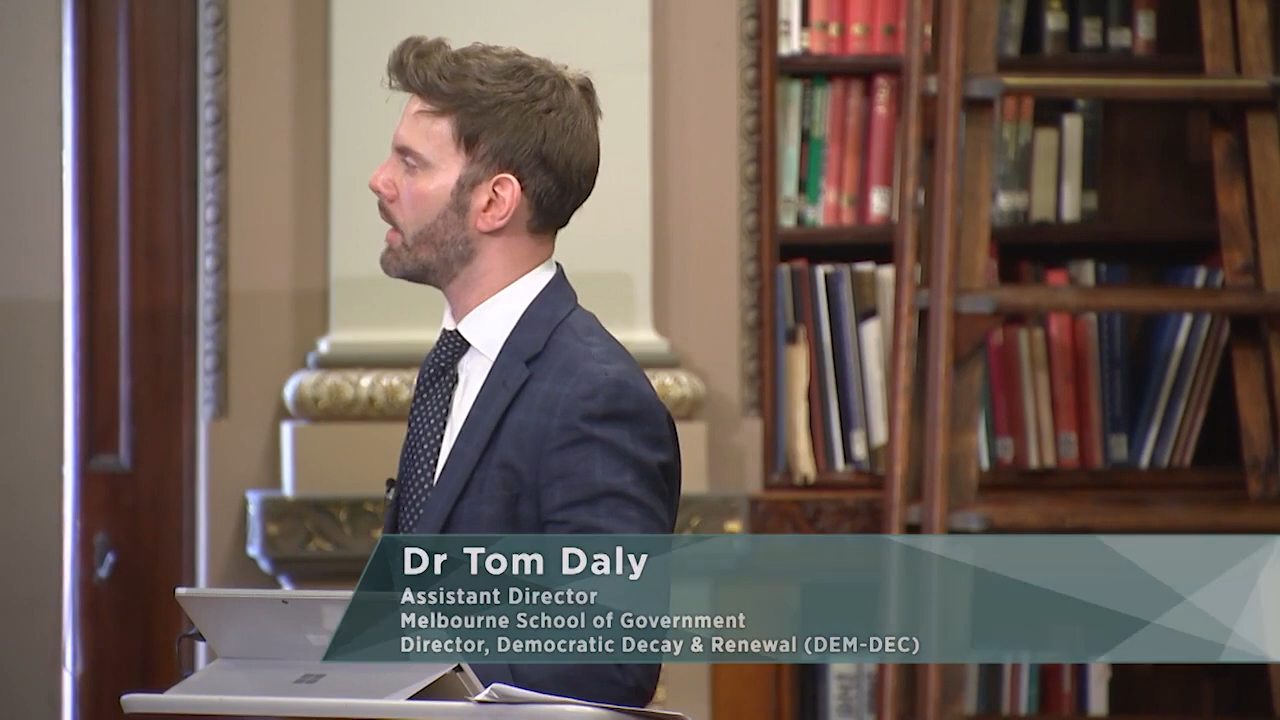 Dr Tom Daly
Assistant Director
Melbourne School of Government
Director, Democratic Decay & Renewal (DEM-DEC)